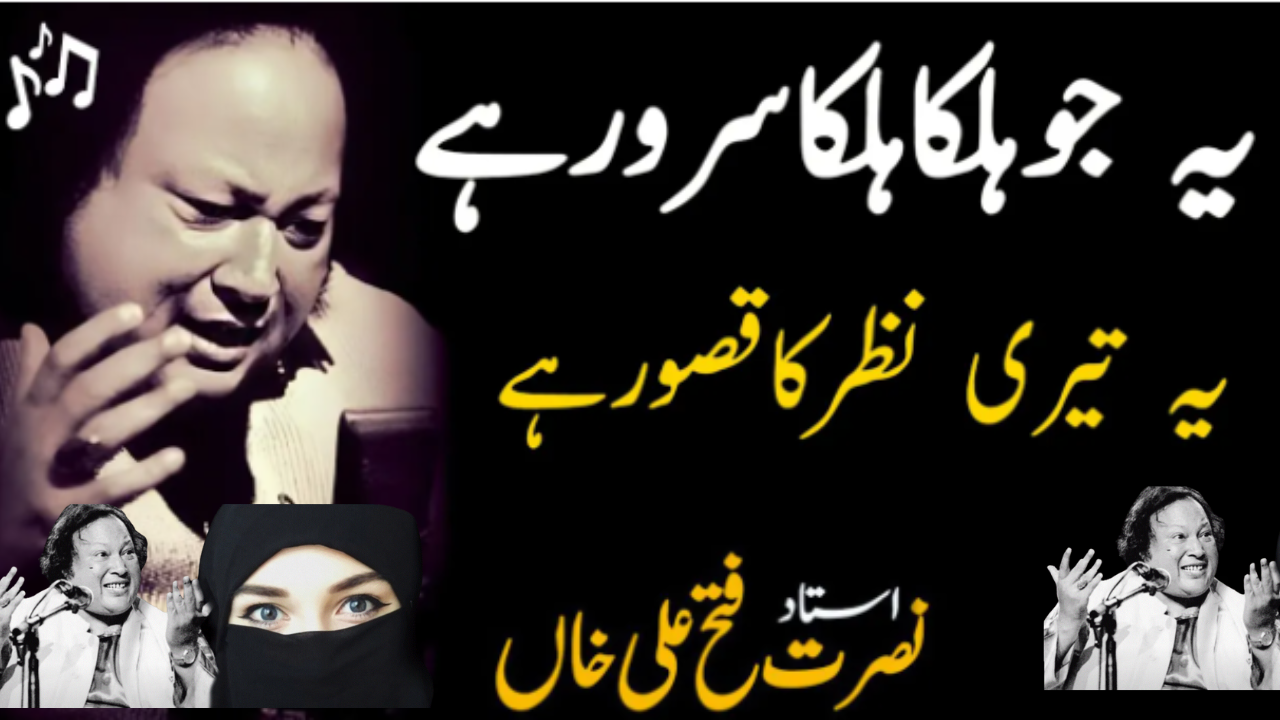 یہ جو ہلکا ہلکا سرور ہے
یہ تیری نظر کا قصور ہے
استاد
نصرت فتح علی خاں